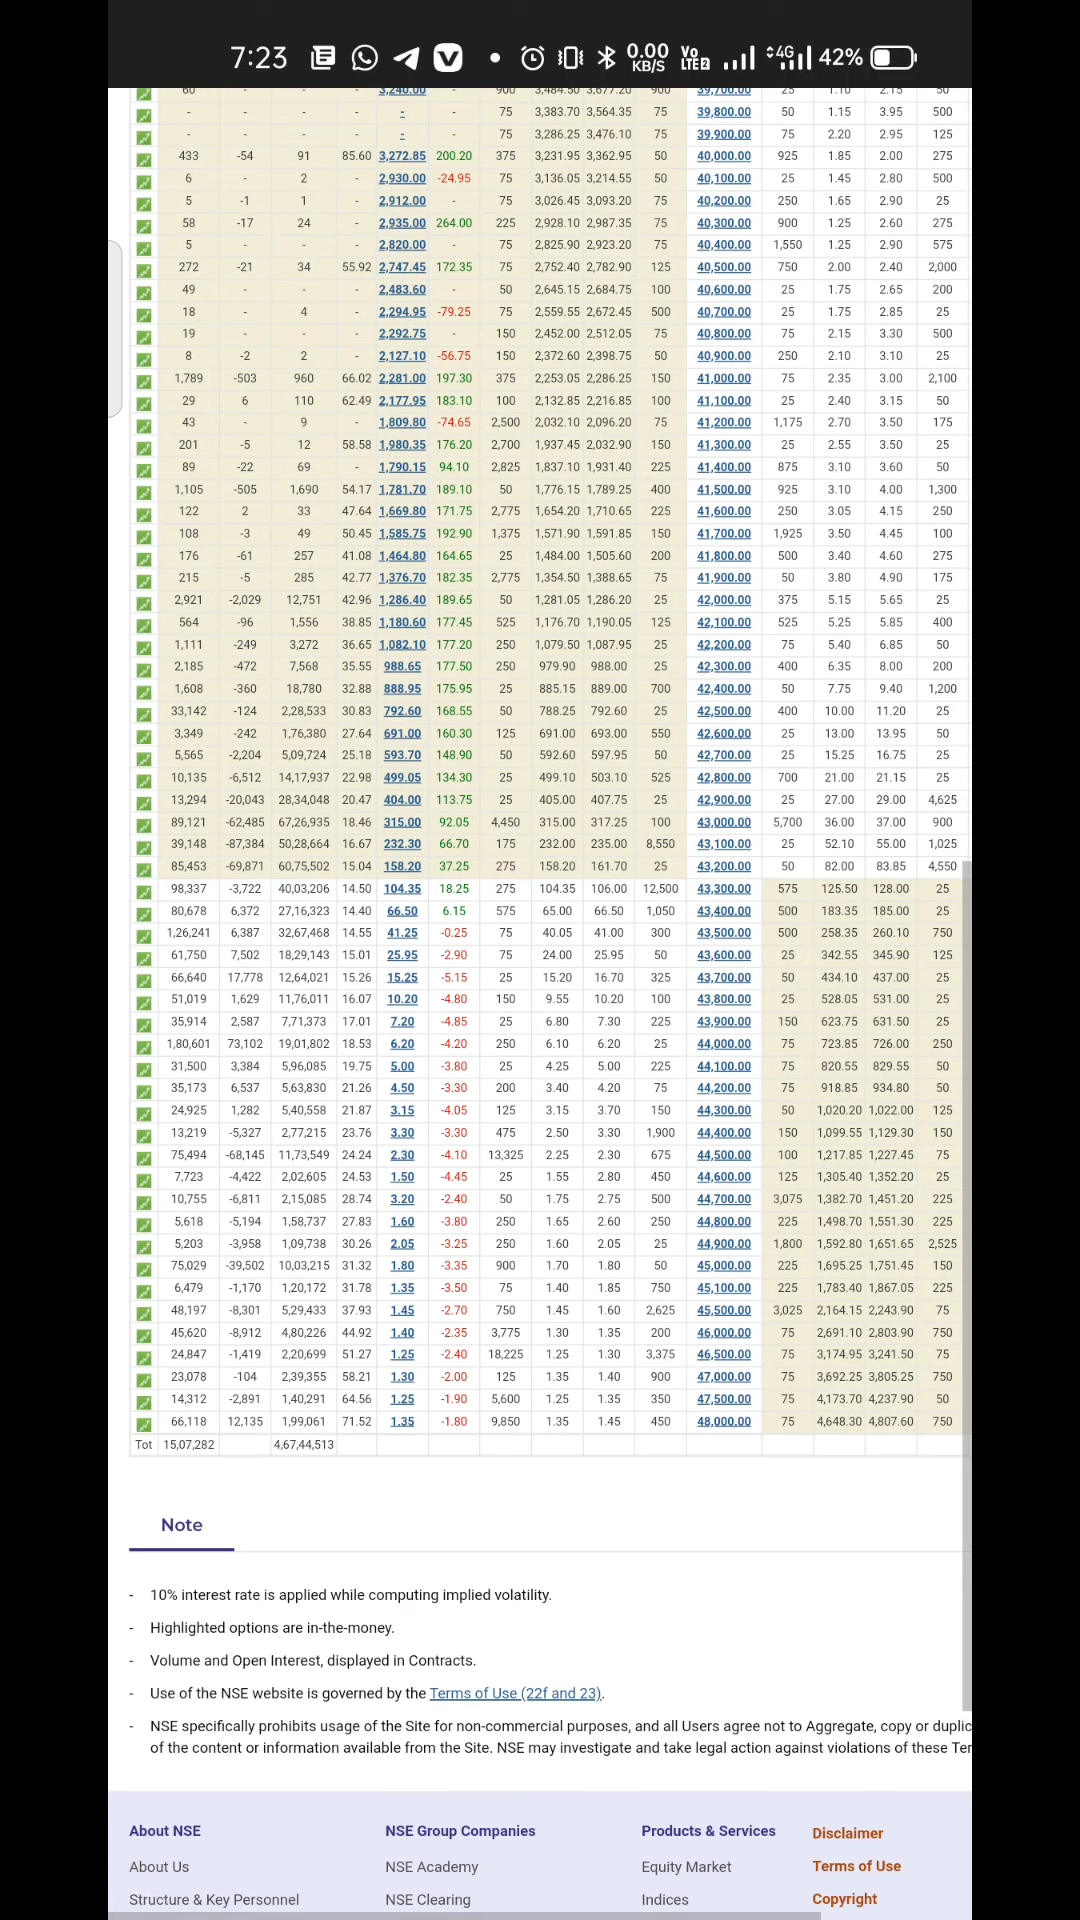 7:23 0.00 KB/S Vo LTE2 4G 42%
60 - - - 3,240.00 - 900 3,484.50 3,677.20 900 39,700.00 25 1.10 2.15 50
- - - - - - 75 3,383.70 3,564.35 75 39,800.00 50 1.15 3.95 500
- - - - - - 75 3,286.25 3,476.10 75 39,900.00 75 2.20 2.95 125
433 -54 91 85.60 3,272.85 200.20 375 3,231.95 3,362.95 50 40,000.00 925 1.85 2.00 275
6 - 2 - 2,930.00 -24.95 75 3,136.05 3,214.55 50 40,100.00 25 1.45 2.80 500
5 -1 1 - 2,912.00 - 75 3,026.45 3,093.20 75 40,200.00 250 1.65 2.90 25
58 -17 24 - 2,935.00 264.00 225 2,928.10 2,987.35 75 40,300.00 900 1.25 2.60 275
5 - - - 2,820.00 - 75 2,825.90 2,923.20 75 40,400.00 1,550 1.25 2.90 575
272 -21 34 55.92 2,747.45 172.35 75 2,752.40 2,782.90 125 40,500.00 750 2.00 2.40 2,000
49 - - - 2,483.60 - 50 2,645.15 2,684.75 100 40,600.00 25 1.75 2.65 200
18 - 4 - 2,294.95 -79.25 75 2,559.55 2,672.45 500 40,700.00 25 1.75 2.85 25
19 - - - 2,292.75 - 150 2,452.00 2,512.05 75 40,800.00 75 2.15 3.30 500
8 -2 2 - 2,127.10 -56.75 150 2,372.60 2,398.75 50 40,900.00 250 2.10 3.10 25
1,789 -503 960 66.02 2,281.00 197.30 375 2,253.05 2,286.25 150 41,000.00 75 2.35 3.00 2,100
29 6 110 62.49 2,177.95 183.10 100 2,132.85 2,216.85 100 41,100.00 25 2.40 3.15 50
43 - 9 - 1,809.80 -74.65 2,500 2,032.10 2,096.20 75 41,200.00 1,175 2.70 3.50 175
201 -5 12 58.58 1,980.35 176.20 2,700 1,937.45 2,032.90 150 41,300.00 25 2.55 3.50 25
89 -22 69 - 1,790.15 94.10 2,825 1,837.10 1,931.40 225 41,400.00 875 3.10 3.60 50
1,105 -505 1,690 54.17 1,781.70 189.10 50 1,776.15 1,789.25 400 41,500.00 925 3.10 4.00 1,300
122 2 33 47.64 1,669.80 171.75 2,775 1,654.20 1,710.65 225 41,600.00 250 3.05 4.15 250
108 -3 49 50.45 1,585.75 192.90 1,375 1,571.90 1,591.85 150 41,700.00 1,925 3.50 4.45 100
176 -61 257 41.08 1,464.80 164.65 25 1,484.00 1,505.60 200 41,800.00 500 3.40 4.60 275
215 -5 285 42.77 1,376.70 182.35 2,775 1,354.50 1,388.65 75 41,900.00 50 3.80 4.90 175
2,921 -2,029 12,751 42.96 1,286.40 189.65 50 1,281.05 1,286.20 25 42,000.00 375 5.15 5.65 25
564 -96 1,556 38.85 1,180.60 177.45 525 1,176.70 1,190.05 125 42,100.00 525 5.25 5.85 400
1,111 -249 3,272 36.65 1,082.10 177.20 250 1,079.50 1,087.95 25 42,200.00 75 5.40 6.85 50
2,185 -472 7,568 35.55 988.65 177.50 250 979.90 988.00 25 42,300.00 400 6.35 8.00 200
1,608 -360 18,780 32.88 888.95 175.95 25 885.15 889.00 700 42,400.00 50 7.75 9.40 1,200
33,142 -124 2,28,533 30.83 792.60 168.55 50 788.25 792.60 25 42,500.00 400 10.00 11.20 25
3,349 -242 1,76,380 27.64 691.00 160.30 125 691.00 693.00 550 42,600.00 25 13.00 13.95 50
5,565 -2,204 5,09,724 25.18 593.70 148.90 50 592.60 597.95 50 42,700.00 25 15.25 16.75 25
10,135 -6,512 14,17,937 22.98 499.05 134.30 25 499.10 503.10 525 42,800.00 700 21.00 21.15 25
13,294 -20,043 28,34,048 20.47 404.00 113.75 25 405.00 407.75 25 42,900.00 25 27.00 29.00 4,625
89,121 -62,485 67,26,935 18.46 315.00 92.05 4,450 315.00 317.25 100 43,000.00 5,700 36.00 37.00 900
39,148 -87,384 50,28,664 16.67 232.30 66.70 175 232.00 235.00 8,550 43,100.00 25 52.10 55.00 1,025
85,453 -69,871 60,75,502 15.04 158.20 37.25 275 158.20 161.70 25 43,200.00 50 82.00 83.85 4,550
98,337 -3,722 40,03,206 14.50 104.35 18.25 275 104.35 106.00 12,500 43,300.00 575 125.50 128.00 25
80,678 6,372 27,16,323 14.40 66.50 6.15 575 65.00 66.50 1,050 43,400.00 500 183.35 185.00 25
1,26,241 6,387 32,67,468 14.55 41.25 -0.25 75 40.05 41.00 300 43,500.00 500 258.35 260.10 750
61,750 7,502 18,29,143 15.01 25.95 -2.90 75 24.00 25.95 50 43,600.00 25 342.55 345.90 125
66,640 17,778 12,64,021 15.26 15.25 -5.15 25 15.20 16.70 325 43,700.00 50 434.10 437.00 25
51,019 1,629 11,76,011 16.07 10.20 -4.80 150 9.55 10.20 100 43,800.00 25 528.05 531.00 25
35,914 2,587 7,71,373 17.01 7.20 -4.85 25 6.80 7.30 225 43,900.00 150 623.75 631.50 25
1,80,601 73,102 19,01,802 18.53 6.20 -4.20 250 6.10 6.20 25 44,000.00 75 723.85 726.00 250
31,500 3,384 5,96,085 19.75 5.00 -3.80 25 4.25 5.00 225 44,100.00 75 820.55 829.55 50
35,173 6,537 5,63,830 21.26 4.50 -3.30 200 3.40 4.20 75 44,200.00 75 918.85 934.80 50
24,925 1,282 5,40,558 21.87 3.15 -4.05 125 3.15 3.70 150 44,300.00 50 1,020.20 1,022.00 125
13,219 -5,327 2,77,215 23.76 3.30 -3.30 475 2.50 3.30 1,900 44,400.00 150 1,099.55 1,129.30 150
75,494 -68,145 11,73,549 24.24 2.30 -4.10 13,325 2.25 2.30 675 44,500.00 100 1,217.85 1,227.45 75
7,723 -4,422 2,02,605 24.53 1.50 -4.45 25 1.55 2.80 450 44,600.00 125 1,305.40 1,352.20 25
10,755 -6,811 2,15,085 28.74 3.20 -2.40 50 1.75 2.75 500 44,700.00 3,075 1,382.70 1,451.20 225
5,618 -5,194 1,58,737 27.83 1.60 -3.80 250 1.65 2.60 250 44,800.00 225 1,498.70 1,551.30 225
5,203 -3,958 1,09,738 30.26 2.05 -3.25 250 1.60 2.05 25 44,900.00 1,800 1,592.80 1,651.65 2,525
75,029 -39,502 10,03,215 31.32 1.80 -3.35 900 1.70 1.80 50 45,000.00 225 1,695.25 1,751.45 150
6,479 -1,170 1,20,172 31.78 1.35 -3.50 75 1.40 1.85 750 45,100.00 225 1,783.40 1,867.05 225
48,197 -8,301 5,29,433 37.93 1.45 -2.70 750 1.45 1.60 2,625 45,500.00 3,025 2,164.15 2,243.90 75
45,620 -8,912 4,80,226 44.92 1.40 -2.35 3,775 1.30 1.35 200 46,000.00 75 2,691.10 2,803.90 750
24,847 -1,419 2,20,699 51.27 1.25 -2.40 18,225 1.25 1.30 3,375 46,500.00 75 3,174.95 3,241.50 75
23,078 -104 2,39,355 58.21 1.30 -2.00 125 1.35 1.40 900 47,000.00 75 3,692.25 3,805.25 750
14,312 -2,891 1,40,291 64.56 1.25 -1.90 5,600 1.25 1.35 350 47,500.00 75 4,173.70 4,237.90 50
66,118 12,135 1,99,061 71.52 1.35 -1.80 9,850 1.35 1.45 450 48,000.00 75 4,648.30 4,807.60 750
Tot 15,07,282 4,67,44,513
Note
- 10% interest rate is applied while computing implied volatility.
- Highlighted options are in-the-money.
- Volume and Open Interest, displayed in Contracts.
- Use of the NSE website is governed by the Terms of Use (22f and 23).
- NSE specifically prohibits usage of the Site for non-commercial purposes, and all Users agree not to Aggregate, copy or duplic
of the content or information available from the Site. NSE may investigate and take legal action against violations of these Ter
About NSE NSE Group Companies Products & Services Disclaimer
About Us NSE Academy Equity Market Terms of Use
Structure & Key Personnel NSE Clearing Indices Copyright